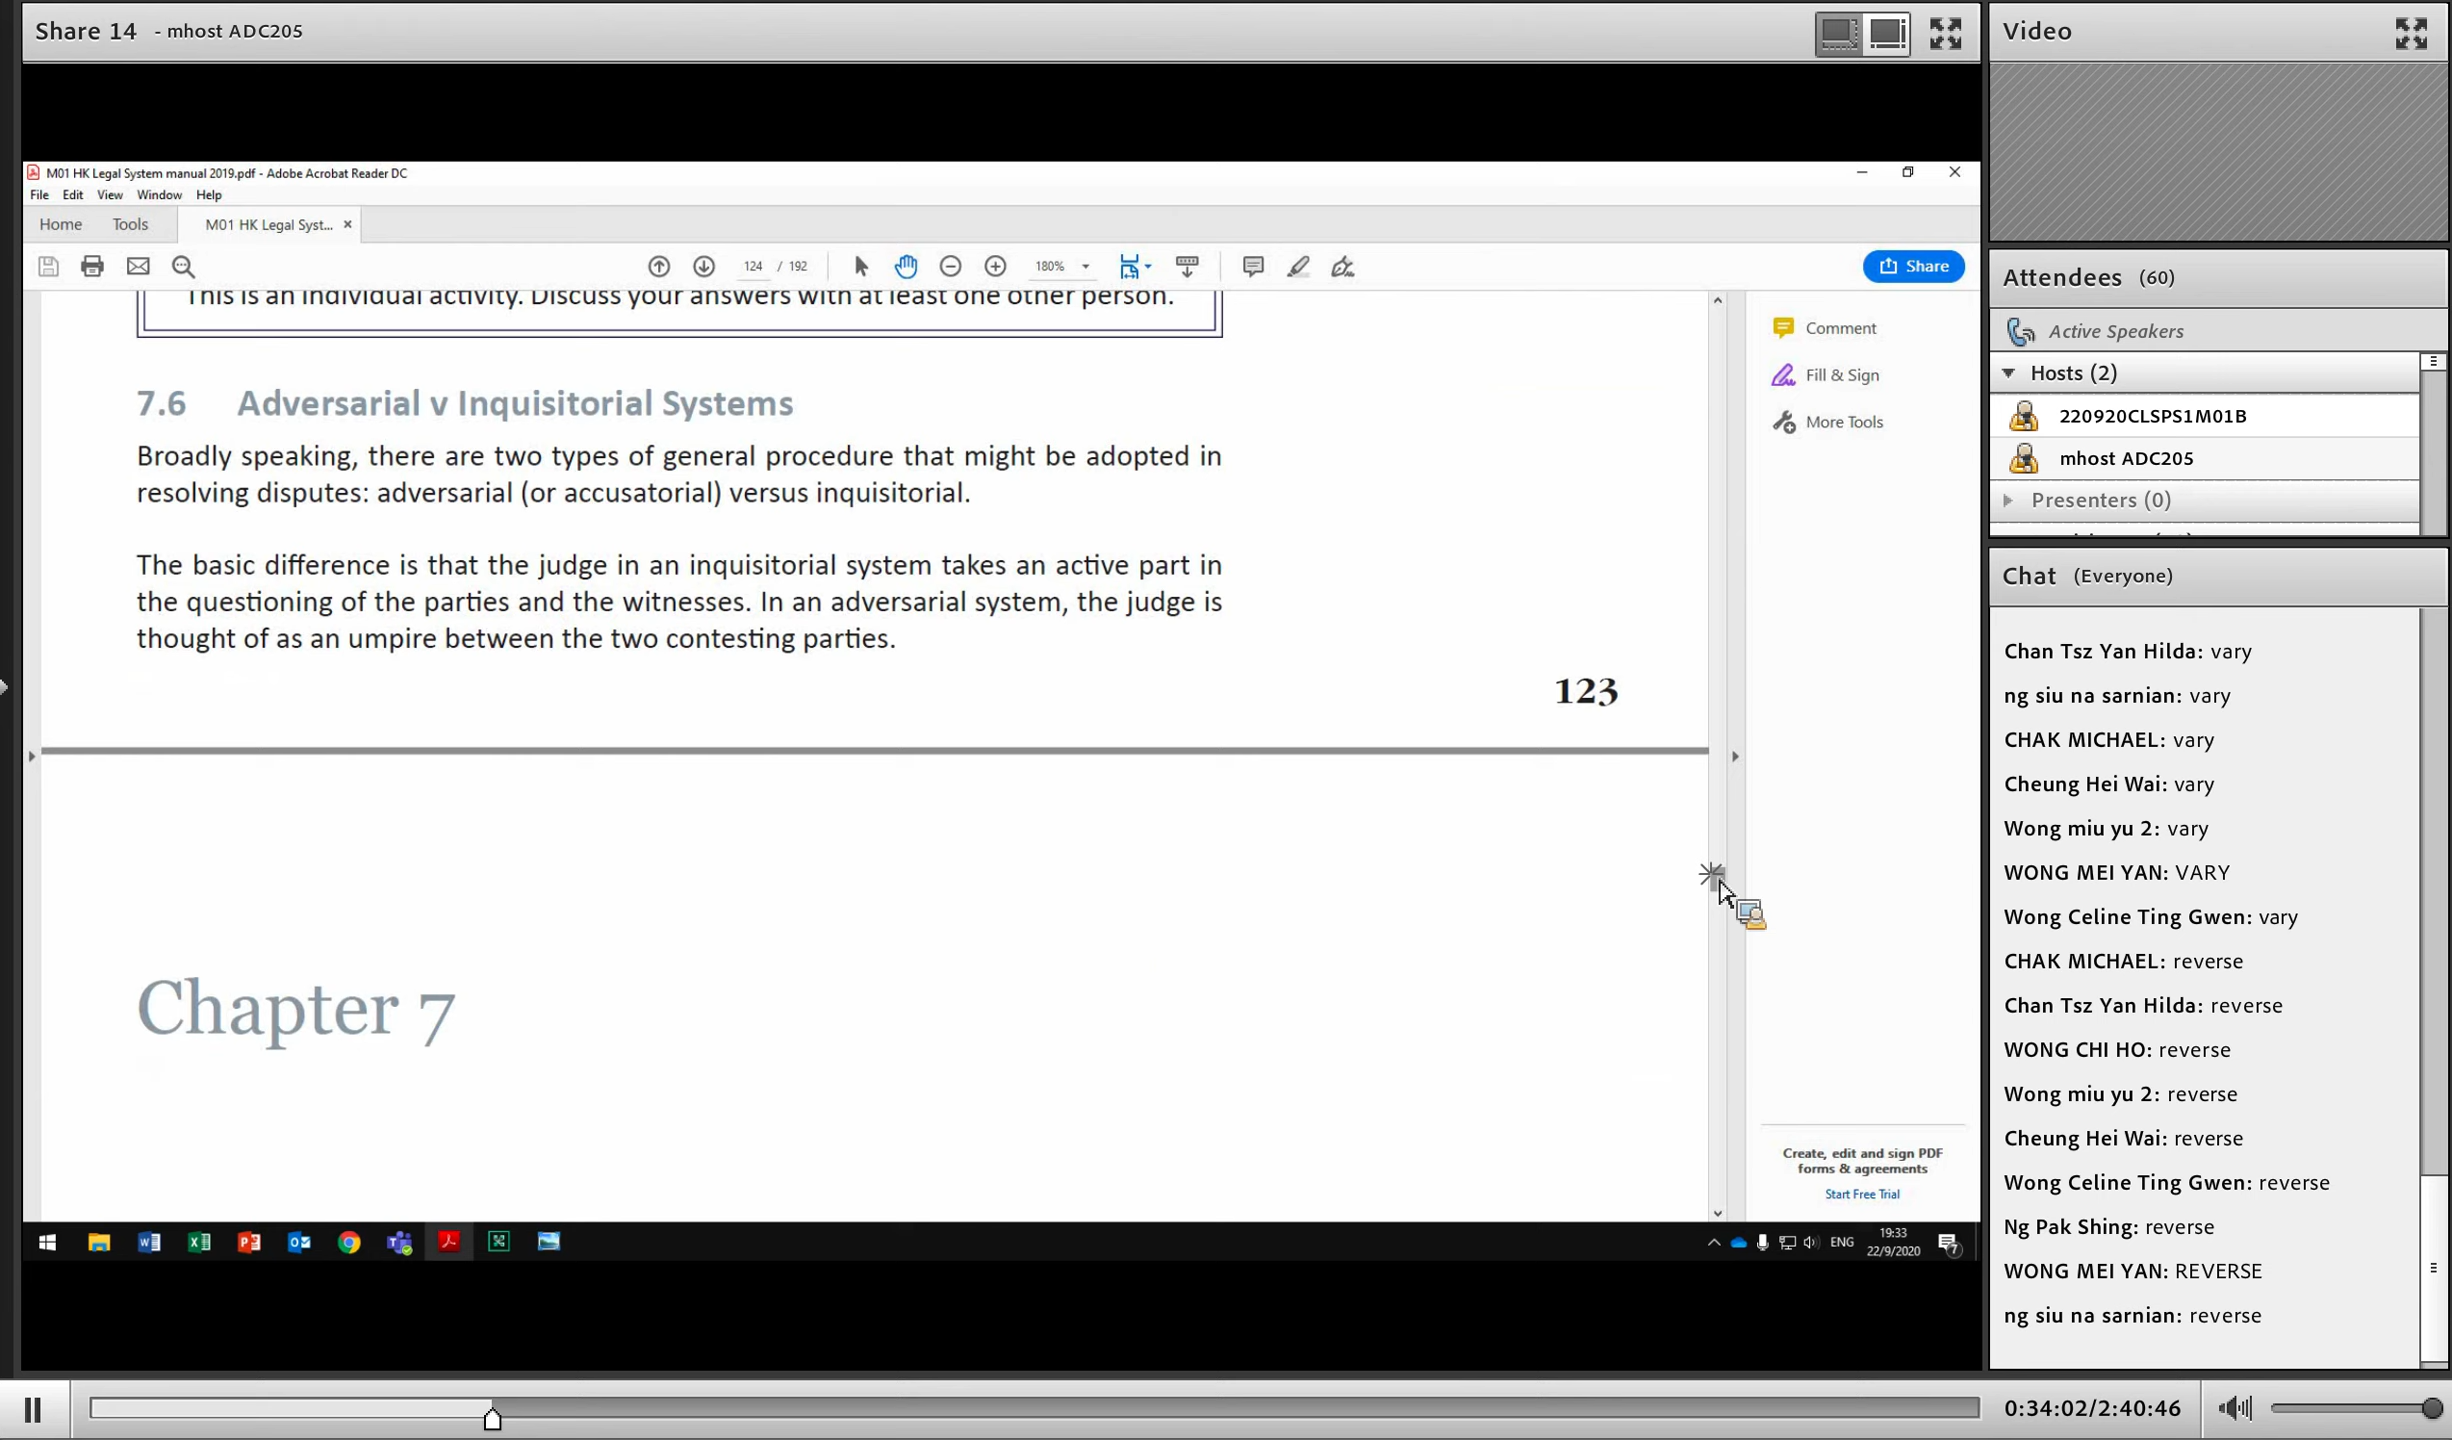 Share 14 - mhost ADC205
M01 HK Legal System manual 2019.pdf - Adobe Acrobat Reader DC
File Edit View Window Help
Home Tools M01 HK Legal Syst... ×
124 / 192 180% Share
This is an individual activity. Discuss your answers with at least one other person.
7.6 Adversarial v Inquisitorial Systems
Broadly speaking, there are two types of general procedure that might be adopted in
resolving disputes: adversarial (or accusatorial) versus inquisitorial.
The basic difference is that the judge in an inquisitorial system takes an active part in
the questioning of the parties and the witnesses. In an adversarial system, the judge is
thought of as an umpire between the two contesting parties.
123
Chapter 7
Comment
Fill & Sign
More Tools
Create, edit and sign PDF
forms & agreements
Start Free Trial
ENG
19:33
22/9/2020
7
Video
Attendees (60)
Active Speakers
Hosts (2)
220920CLSPS1M01B
mhost ADC205
Presenters (0)
Chat (Everyone)
Chan Tsz Yan Hilda: vary
ng siu na sarnian: vary
CHAK MICHAEL: vary
Cheung Hei Wai: vary
Wong miu yu 2: vary
WONG MEI YAN: VARY
Wong Celine Ting Gwen: vary
CHAK MICHAEL: reverse
Chan Tsz Yan Hilda: reverse
WONG CHI HO: reverse
Wong miu yu 2: reverse
Cheung Hei Wai: reverse
Wong Celine Ting Gwen: reverse
Ng Pak Shing: reverse
WONG MEI YAN: REVERSE
ng siu na sarnian: reverse
0:34:02/2:40:46